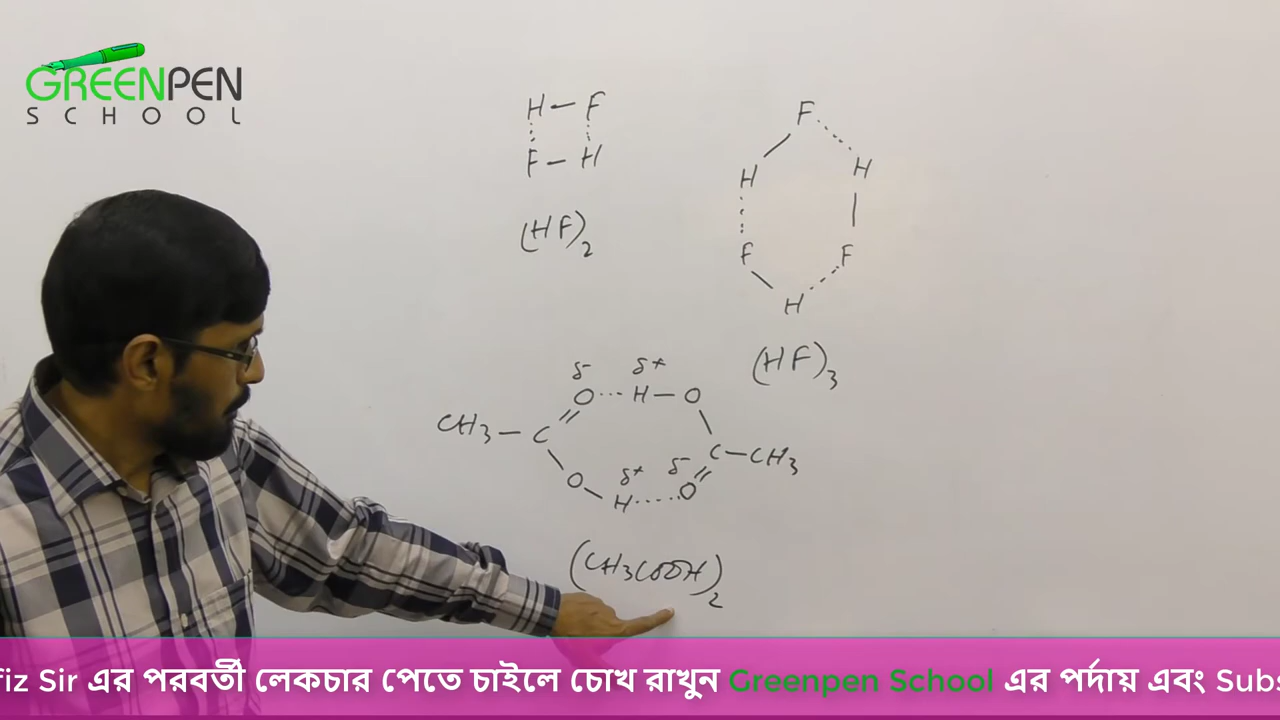 GREENPEN
SCHOOL
H — F
F — H
(HF)₂
F
H H
F F
H
(HF)₃
δ⁻ δ⁺
O ... H — O
CH₃ — C
C — CH₃
δ⁺ δ⁻
O
H ..... O
(CH₃COOH)₂
fiz Sir এর পরবর্তী লেকচার পেতে চাইলে চোখ রাখুন Greenpen School এর পর্দায় এবং Subs